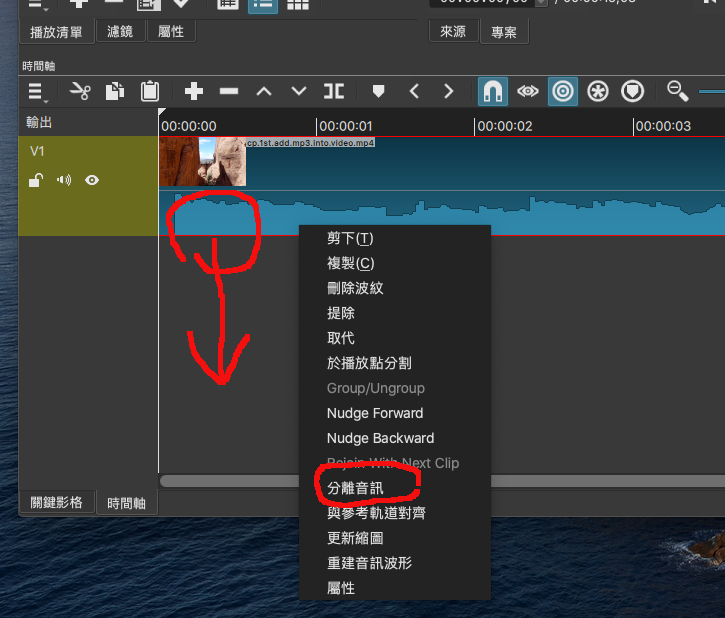 播放清單 濾鏡 屬性 來源 專案
時間軸
輸出 00:00:00 00:00:01 00:00:02 00:00:03
V1 cp.1st.add.mp3.into.video.mp4
剪下(T)
複製(C)
刪除波紋
提除
取代
於播放點分割
Group/Ungroup
Nudge Forward
Nudge Backward
Rejoin With Next Clip
分離音訊
與參考軌道對齊
更新縮圖
重建音訊波形
屬性
關鍵影格 時間軸